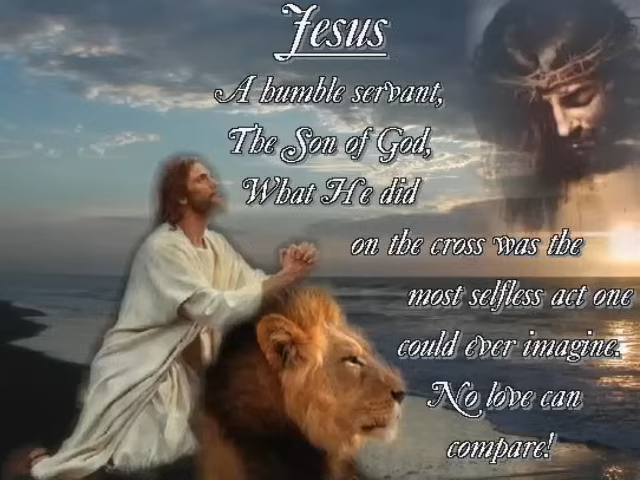 Jesus
A humble servant,
The Son of God,
What He did
on the cross was the
most selfless act one
could ever imagine.
No love can
compare!